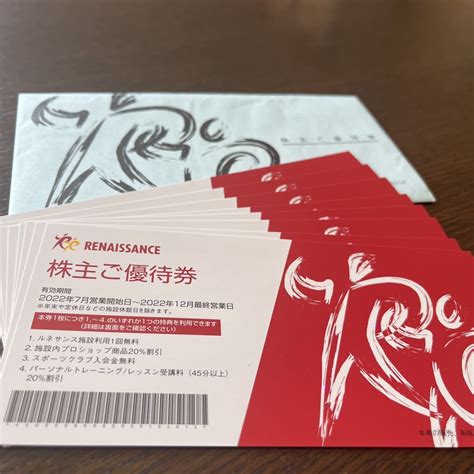 株主ご優待券
RENAISSANCE
株主ご優待券
有効期間
2022年7月営業開始日〜2022年12月最終営業日
※年末や定休日などの施設休館日を除きます。
本券1枚につき1.〜4.のいずれか1つの特典を利用できます
(詳細は裏面をご確認ください)
1. ルネサンス施設利用1回無料
2. 施設内プロショップ商品20%割引
3. スポーツクラブ入会金無料
4. パーソナルトレーニング/レッスン受講料(45分以上)
20%割引